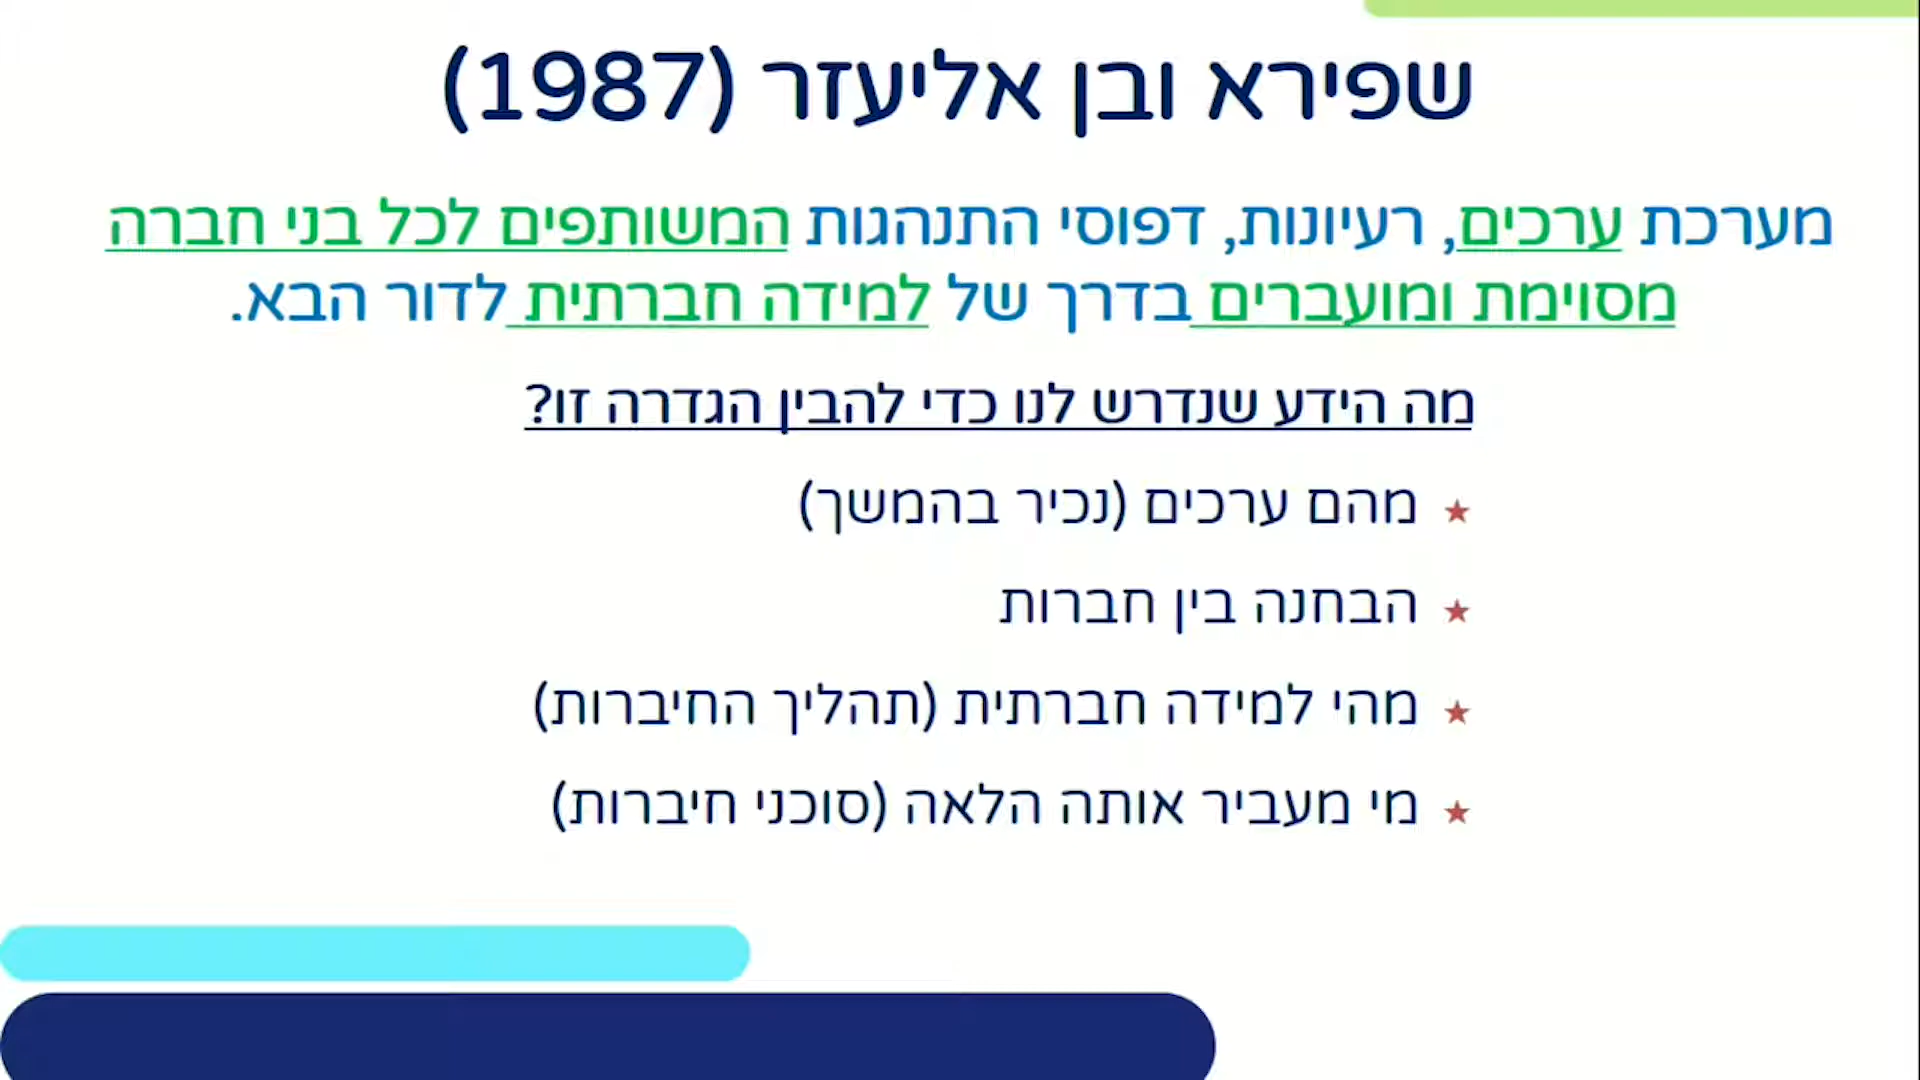 שפירא ובן אליעזר (1987)
מערכת ערכים, רעיונות, דפוסי התנהגות המשותפים לכל בני חברה
מסוימת ומועברים בדרך של למידה חברתית לדור הבא.
מה הידע שנדרש לנו כדי להבין הגדרה זו?
★ מהם ערכים (נכיר בהמשך)
★ הבחנה בין חברות
★ מהי למידה חברתית (תהליך החיברות)
★ מי מעביר אותה הלאה (סוכני חיברות)